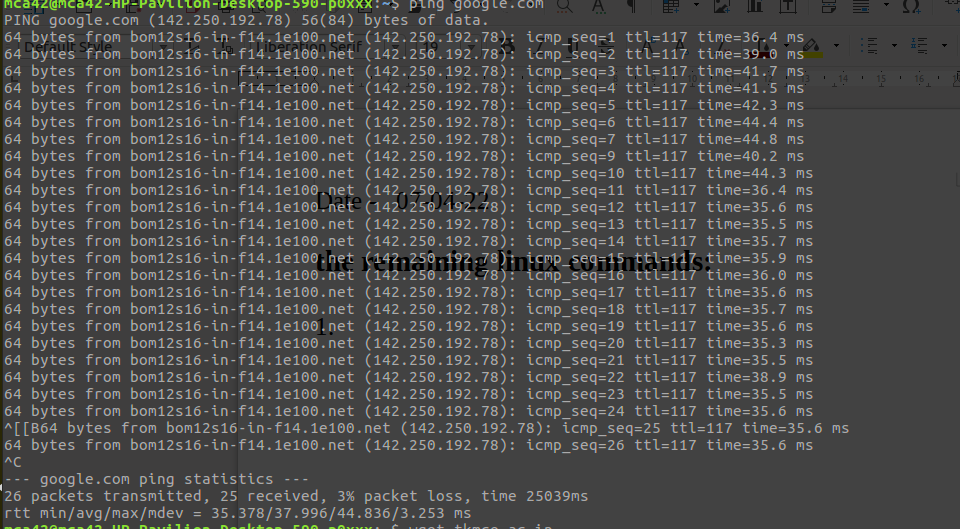 mca42@mca42-HP-Pavilion-Desktop-590-p0xxx:~$ ping google.com
PING google.com (142.250.192.78) 56(84) bytes of data.
64 bytes from bom12s16-in-f14.1e100.net (142.250.192.78): icmp_seq=1 ttl=117 time=36.4 ms
64 bytes from bom12s16-in-f14.1e100.net (142.250.192.78): icmp_seq=2 ttl=117 time=39.0 ms
64 bytes from bom12s16-in-f14.1e100.net (142.250.192.78): icmp_seq=3 ttl=117 time=41.7 ms
64 bytes from bom12s16-in-f14.1e100.net (142.250.192.78): icmp_seq=4 ttl=117 time=41.5 ms
64 bytes from bom12s16-in-f14.1e100.net (142.250.192.78): icmp_seq=5 ttl=117 time=42.3 ms
64 bytes from bom12s16-in-f14.1e100.net (142.250.192.78): icmp_seq=6 ttl=117 time=44.4 ms
64 bytes from bom12s16-in-f14.1e100.net (142.250.192.78): icmp_seq=7 ttl=117 time=44.8 ms
64 bytes from bom12s16-in-f14.1e100.net (142.250.192.78): icmp_seq=9 ttl=117 time=40.2 ms
64 bytes from bom12s16-in-f14.1e100.net (142.250.192.78): icmp_seq=10 ttl=117 time=44.3 ms
64 bytes from bom12s16-in-f14.1e100.net (142.250.192.78): icmp_seq=11 ttl=117 time=36.4 ms
64 bytes from bom12s16-in-f14.1e100.net (142.250.192.78): icmp_seq=12 ttl=117 time=35.6 ms
64 bytes from bom12s16-in-f14.1e100.net (142.250.192.78): icmp_seq=13 ttl=117 time=35.5 ms
64 bytes from bom12s16-in-f14.1e100.net (142.250.192.78): icmp_seq=14 ttl=117 time=35.7 ms
64 bytes from bom12s16-in-f14.1e100.net (142.250.192.78): icmp_seq=15 ttl=117 time=35.9 ms
64 bytes from bom12s16-in-f14.1e100.net (142.250.192.78): icmp_seq=16 ttl=117 time=36.0 ms
64 bytes from bom12s16-in-f14.1e100.net (142.250.192.78): icmp_seq=17 ttl=117 time=35.6 ms
64 bytes from bom12s16-in-f14.1e100.net (142.250.192.78): icmp_seq=18 ttl=117 time=35.7 ms
64 bytes from bom12s16-in-f14.1e100.net (142.250.192.78): icmp_seq=19 ttl=117 time=35.6 ms
64 bytes from bom12s16-in-f14.1e100.net (142.250.192.78): icmp_seq=20 ttl=117 time=35.3 ms
64 bytes from bom12s16-in-f14.1e100.net (142.250.192.78): icmp_seq=21 ttl=117 time=35.5 ms
64 bytes from bom12s16-in-f14.1e100.net (142.250.192.78): icmp_seq=22 ttl=117 time=38.9 ms
64 bytes from bom12s16-in-f14.1e100.net (142.250.192.78): icmp_seq=23 ttl=117 time=35.5 ms
64 bytes from bom12s16-in-f14.1e100.net (142.250.192.78): icmp_seq=24 ttl=117 time=35.6 ms
^[[B64 bytes from bom12s16-in-f14.1e100.net (142.250.192.78): icmp_seq=25 ttl=117 time=35.6 ms
64 bytes from bom12s16-in-f14.1e100.net (142.250.192.78): icmp_seq=26 ttl=117 time=35.6 ms
^C
--- google.com ping statistics ---
26 packets transmitted, 25 received, 3% packet loss, time 25039ms
rtt min/avg/max/mdev = 35.378/37.996/44.836/3.253 ms
mca42@mca42-HP-Pavilion-Desktop-590-p0xxx:~$ wget tkmce.ac.in
Default Style
Liberation Serif
19
Date - 07-04-22
the remaining linux commands:
1.